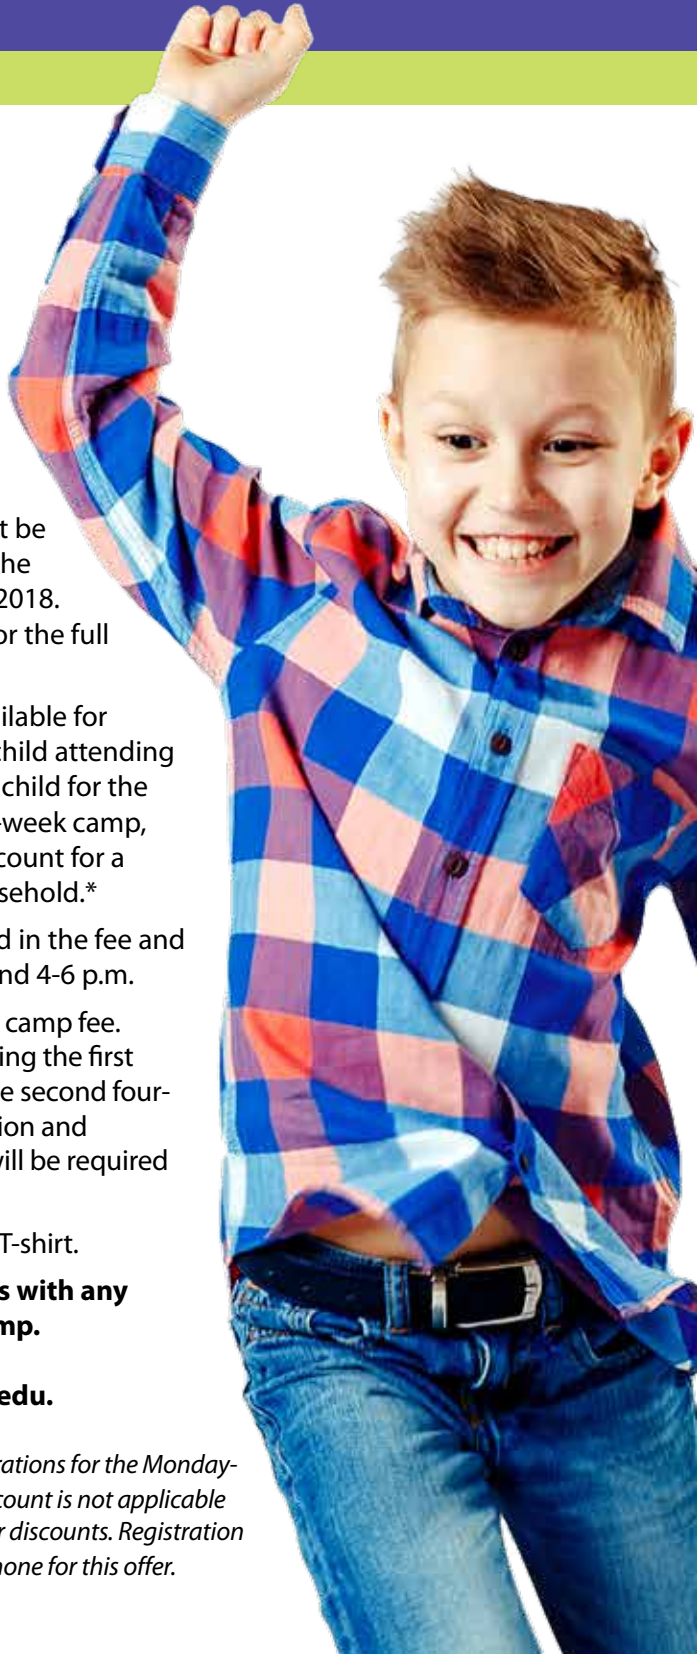 t be
he
2018.
or the full
ilable for
child attending
child for the
-week camp,
count for a
sehold.*
d in the fee and
nd 4-6 p.m.
camp fee.
ing the first
e second four-
ion and
will be required
T-shirt.
s with any
mp.
edu.
rations for the Monday-
count is not applicable
r discounts. Registration
hone for this offer.